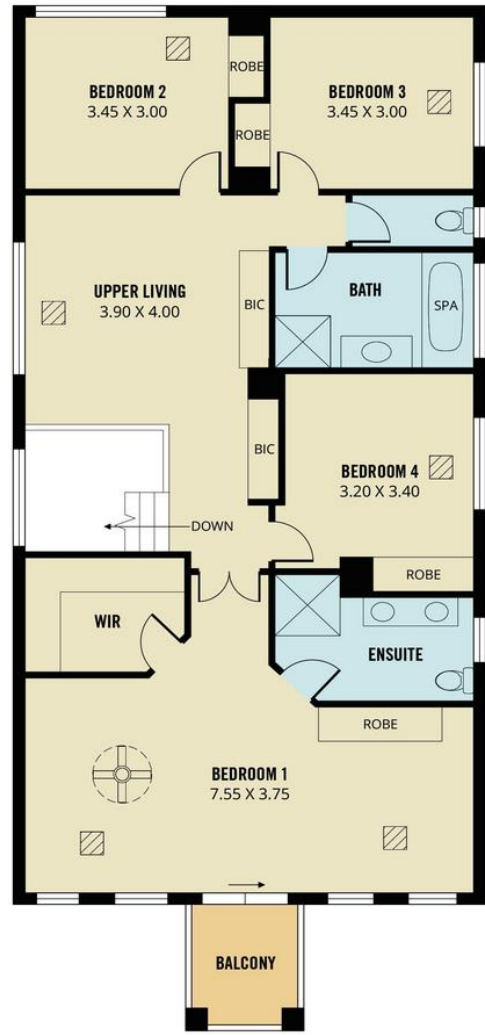 BEDROOM 2
3.45 X 3.00
ROBE
ROBE
BEDROOM 3
3.45 X 3.00
UPPER LIVING
3.90 X 4.00
BIC
BATH
SPA
BIC
BEDROOM 4
3.20 X 3.40
DOWN
ROBE
WIR
ENSUITE
ROBE
BEDROOM 1
7.55 X 3.75
BALCONY